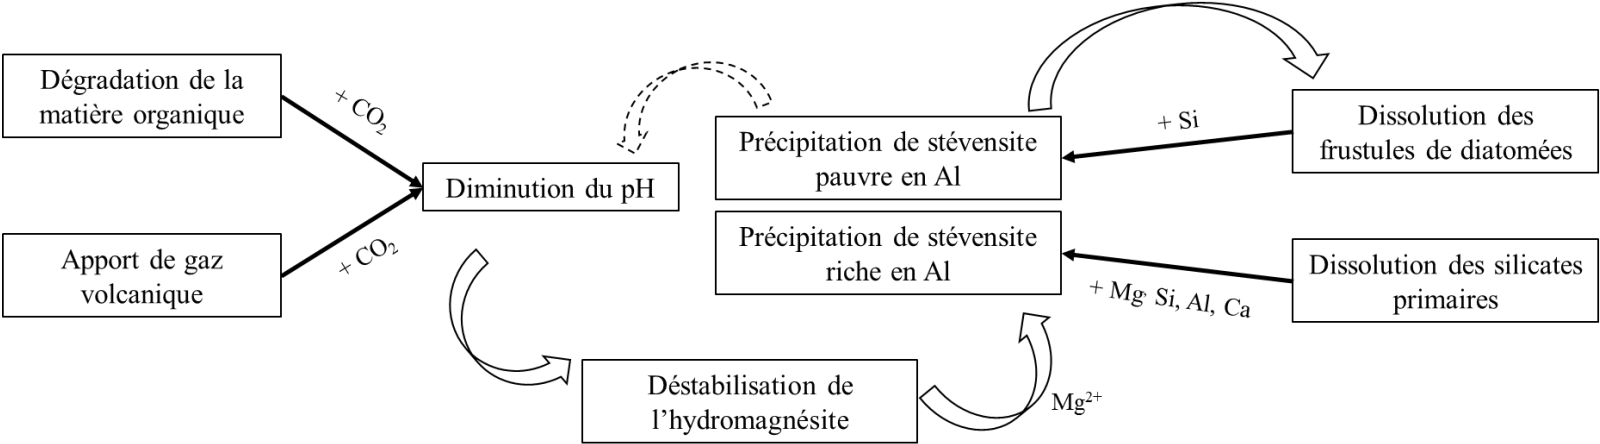 Dégradation de la
matière organique
+ CO2
Diminution du pH
Apport de gaz
volcanique
+ CO2
Précipitation de stévensite
pauvre en Al
Précipitation de stévensite
riche en Al
+ Si
Dissolution des
frustules de diatomées
+ Mg, Si, Al, Ca
Dissolution des silicates
primaires
Déstabilisation de
l’hydromagnésite
Mg2+